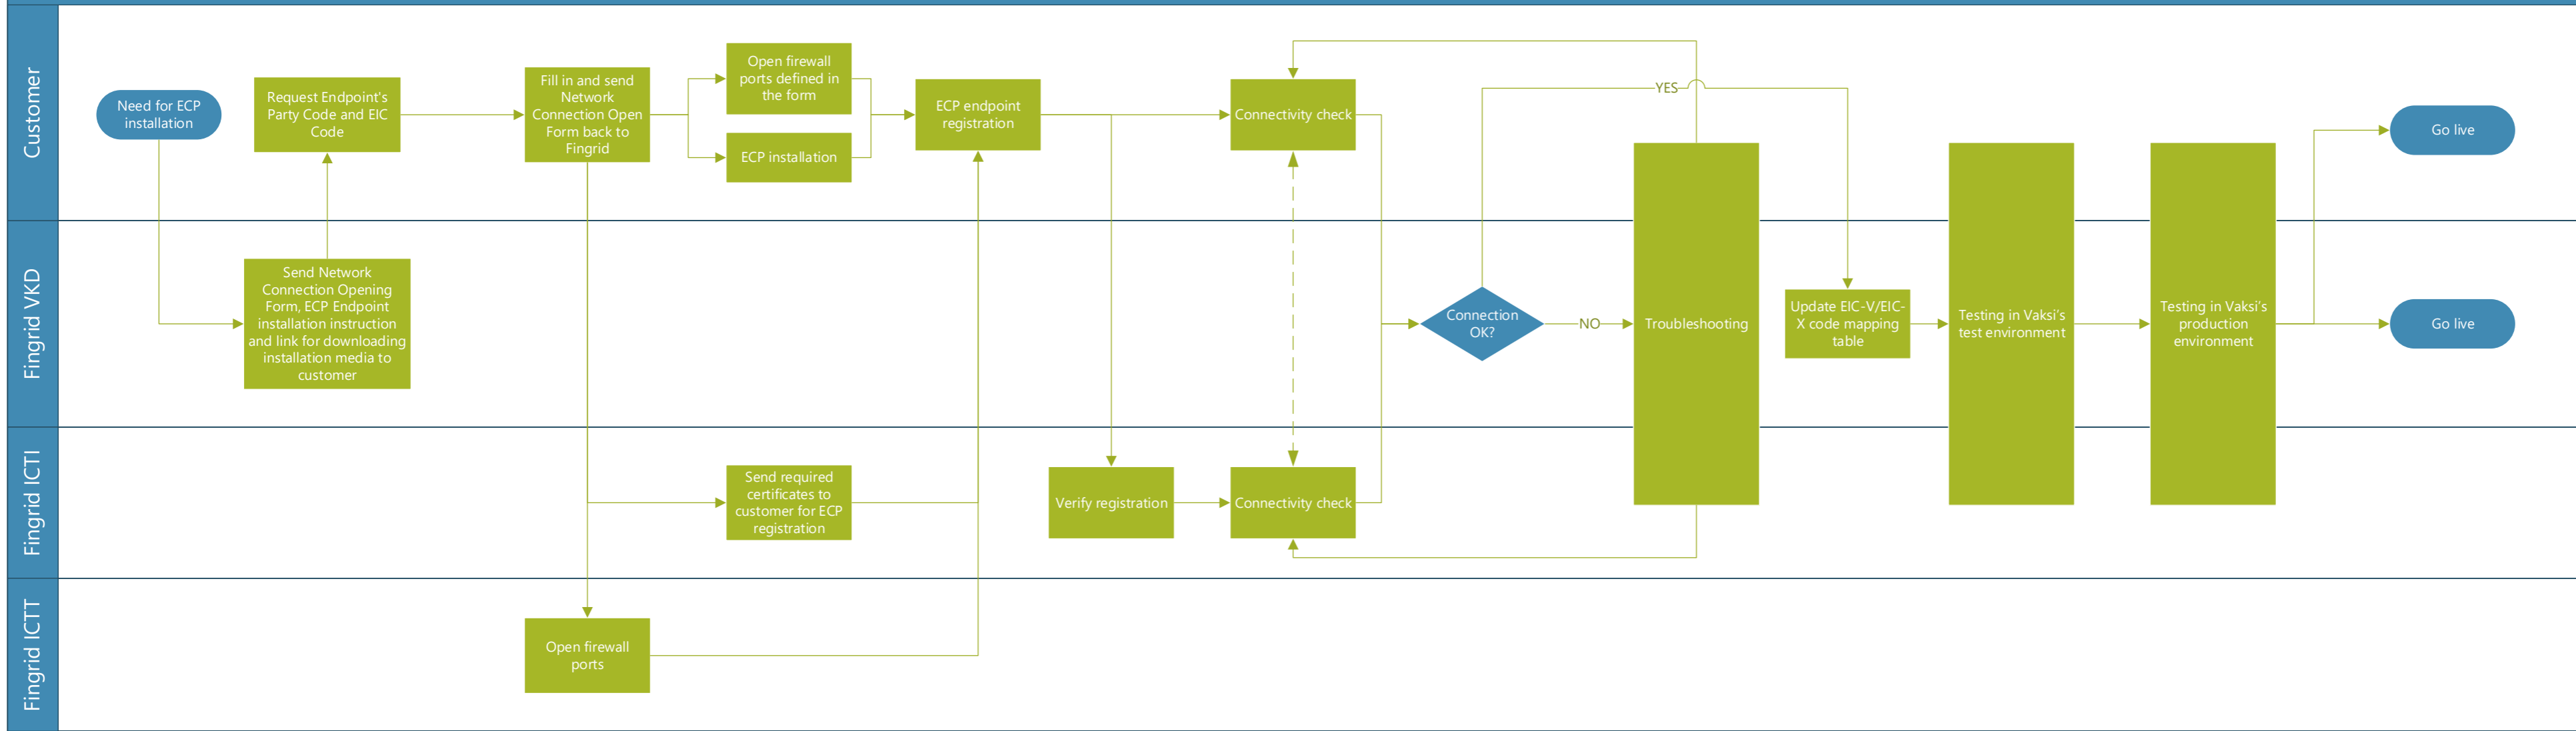 Customer
Need for ECP
installation
Request Endpoint's
Party Code and EIC
Code
Fill in and send
Network
Connection Open
Form back to
Fingrid
Open firewall
ports defined in
the form
ECP installation
ECP endpoint
registration
Connectivity check
YES
Go live
Fingrid VKD
Send Network
Connection Opening
Form, ECP Endpoint
installation instruction
and link for downloading
installation media to
customer
Connection
OK?
NO
Troubleshooting
Update EIC-V/EIC-
X code mapping
table
Testing in Vaksi's
test environment
Testing in Vaksi's
production
environment
Go live
Fingrid ICTI
Send required
certificates to
customer for ECP
registration
Verify registration
Connectivity check
Fingrid ICTT
Open firewall
ports